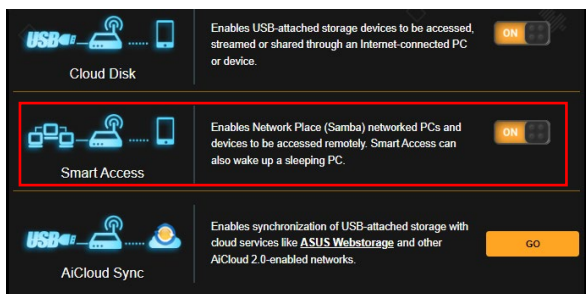 USB
Cloud Disk
Enables USB-attached storage devices to be accessed,
streamed or shared through an Internet-connected PC
or device.
ON
Smart Access
Enables Network Place (Samba) networked PCs and
devices to be accessed remotely. Smart Access can
also wake up a sleeping PC.
ON
USB
AiCloud Sync
Enables synchronization of USB-attached storage with
cloud services like ASUS Webstorage and other
AiCloud 2.0-enabled networks.
GO